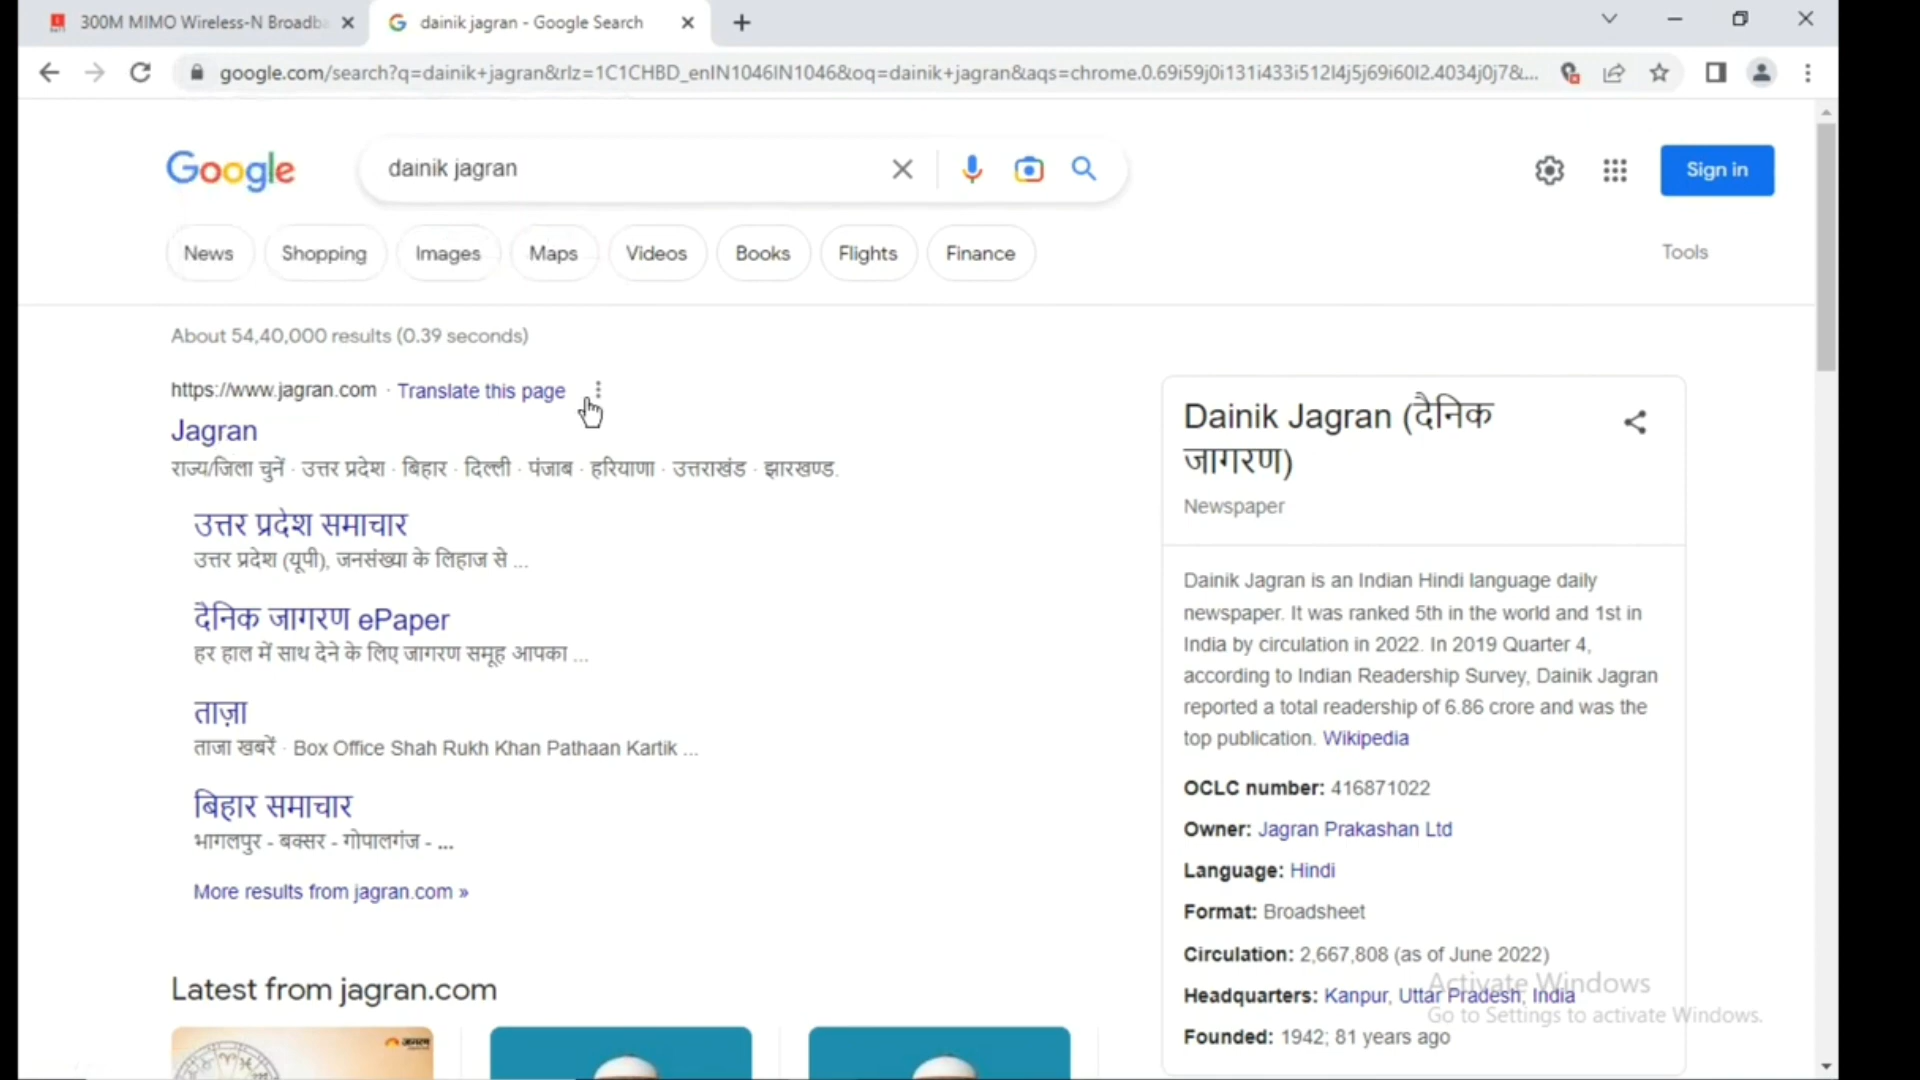 300M MIMO Wireless-N Broadba
dainik jagran - Google Search
google.com/search?q=dainik+jagran&rlz=1C1CHBD_enIN1046IN1046&oq=dainik+jagran&aqs=chrome.0.69i59j0i131i433i512l4j5j69i60l2.4034j0j7&...
Google
dainik jagran
Sign in
News
Shopping
Images
Maps
Videos
Books
Flights
Finance
Tools
About 54,40,000 results (0.39 seconds)
https://www.jagran.com · Translate this page
Jagran
राज्य/जिला चुनें · उत्तर प्रदेश · बिहार · दिल्ली · पंजाब · हरियाणा · उत्तराखंड · झारखण्ड.
उत्तर प्रदेश समाचार
उत्तर प्रदेश (यूपी), जनसंख्या के लिहाज से ...
दैनिक जागरण ePaper
हर हाल में साथ देने के लिए जागरण समूह आपका ...
ताज़ा
ताजा खबरें · Box Office Shah Rukh Khan Pathaan Kartik ...
बिहार समाचार
भागलपुर - बक्सर - गोपालगंज - ...
More results from jagran.com »
Latest from jagran.com
जागरण
Dainik Jagran (दैनिक
जागरण)
Newspaper
Dainik Jagran is an Indian Hindi language daily
newspaper. It was ranked 5th in the world and 1st in
India by circulation in 2022. In 2019 Quarter 4,
according to Indian Readership Survey, Dainik Jagran
reported a total readership of 6.86 crore and was the
top publication. Wikipedia
OCLC number: 416871022
Owner: Jagran Prakashan Ltd
Language: Hindi
Format: Broadsheet
Circulation: 2,667,808 (as of June 2022)
Headquarters: Kanpur, Uttar Pradesh, India
Founded: 1942; 81 years ago
Activate Windows
Go to Settings to activate Windows.